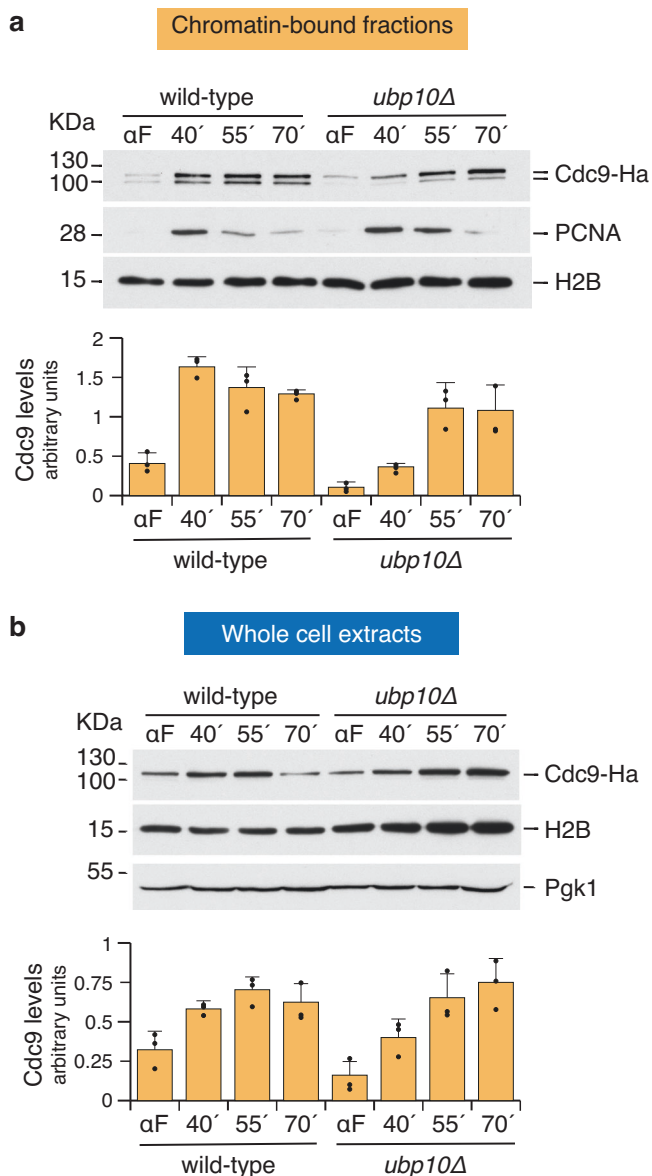 a
Chromatin-bound fractions
wild-type ubp10Δ
KDa αF 40´ 55´ 70´ αF 40´ 55´ 70´
130
100
Cdc9-Ha
28 PCNA
15 H2B
Cdc9 levels
arbitrary units
2
1.5
1
0.5
0
αF 40´ 55´ 70´ αF 40´ 55´ 70´
wild-type ubp10Δ
b
Whole cell extracts
wild-type ubp10Δ
KDa αF 40´ 55´ 70´ αF 40´ 55´ 70´
130
100 Cdc9-Ha
15 H2B
55
Pgk1
Cdc9 levels
arbitrary units
1
0.75
0.5
0.25
0
αF 40´ 55´ 70´ αF 40´ 55´ 70´
wild-type ubp10Δ